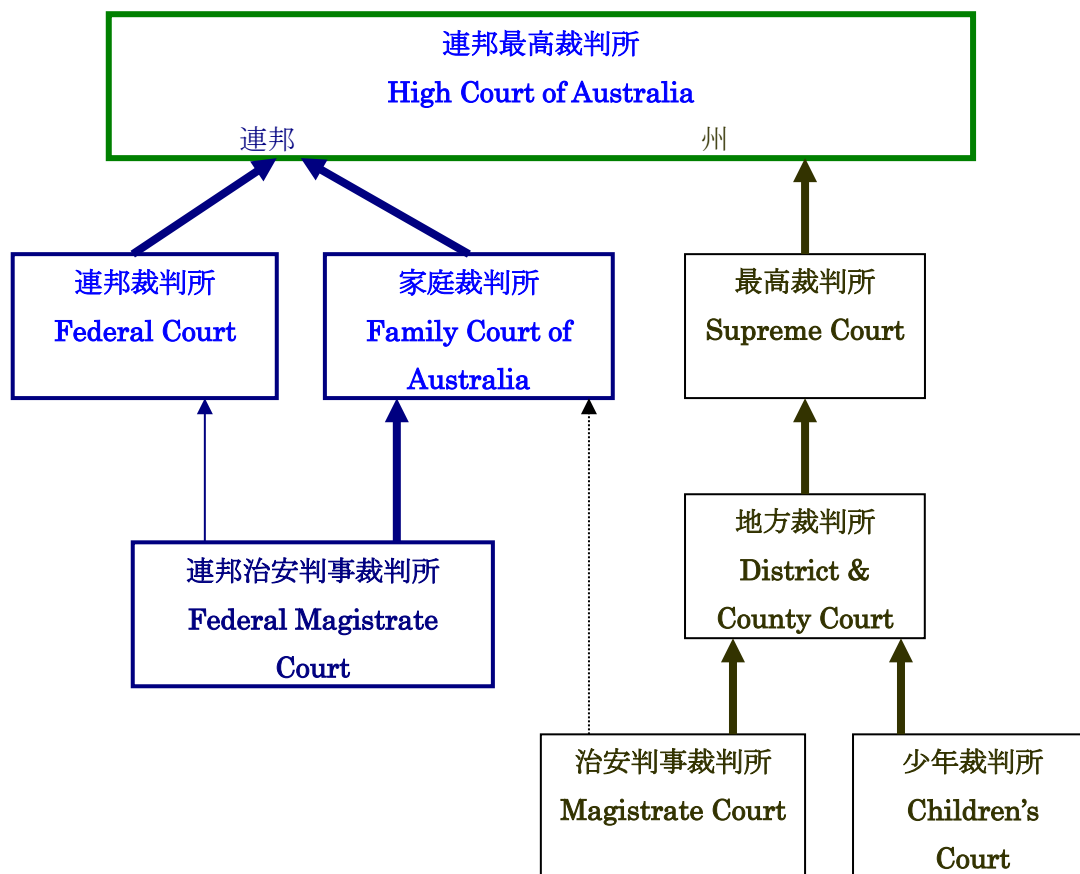 連邦最高裁判所
High Court of Australia
連邦
州
連邦裁判所
Federal Court
家庭裁判所
Family Court of
Australia
最高裁判所
Supreme Court
地方裁判所
District &
County Court
連邦治安判事裁判所
Federal Magistrate
Court
治安判事裁判所
Magistrate Court
少年裁判所
Children’s
Court